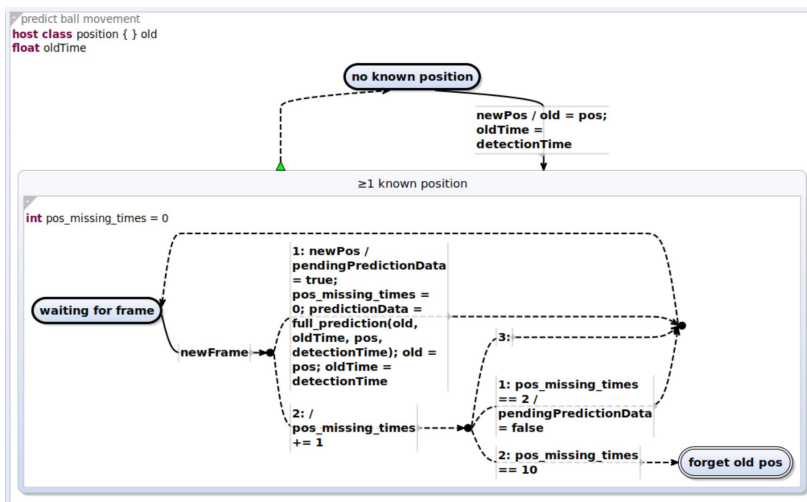 predict ball movement
host class position { } old
float oldTime
no known position
newPos / old = pos;
oldTime =
detectionTime
≥1 known position
int pos_missing_times = 0
1: newPos /
pendingPredictionData
= true;
pos_missing_times =
0; predictionData =
full_prediction(old,
oldTime, pos,
detectionTime); old =
pos; oldTime =
detectionTime
waiting for frame
newFrame
3:
1: pos_missing_times
== 2 /
pendingPredictionData
= false
2: /
pos_missing_times
+= 1
2: pos_missing_times
== 10
forget old pos